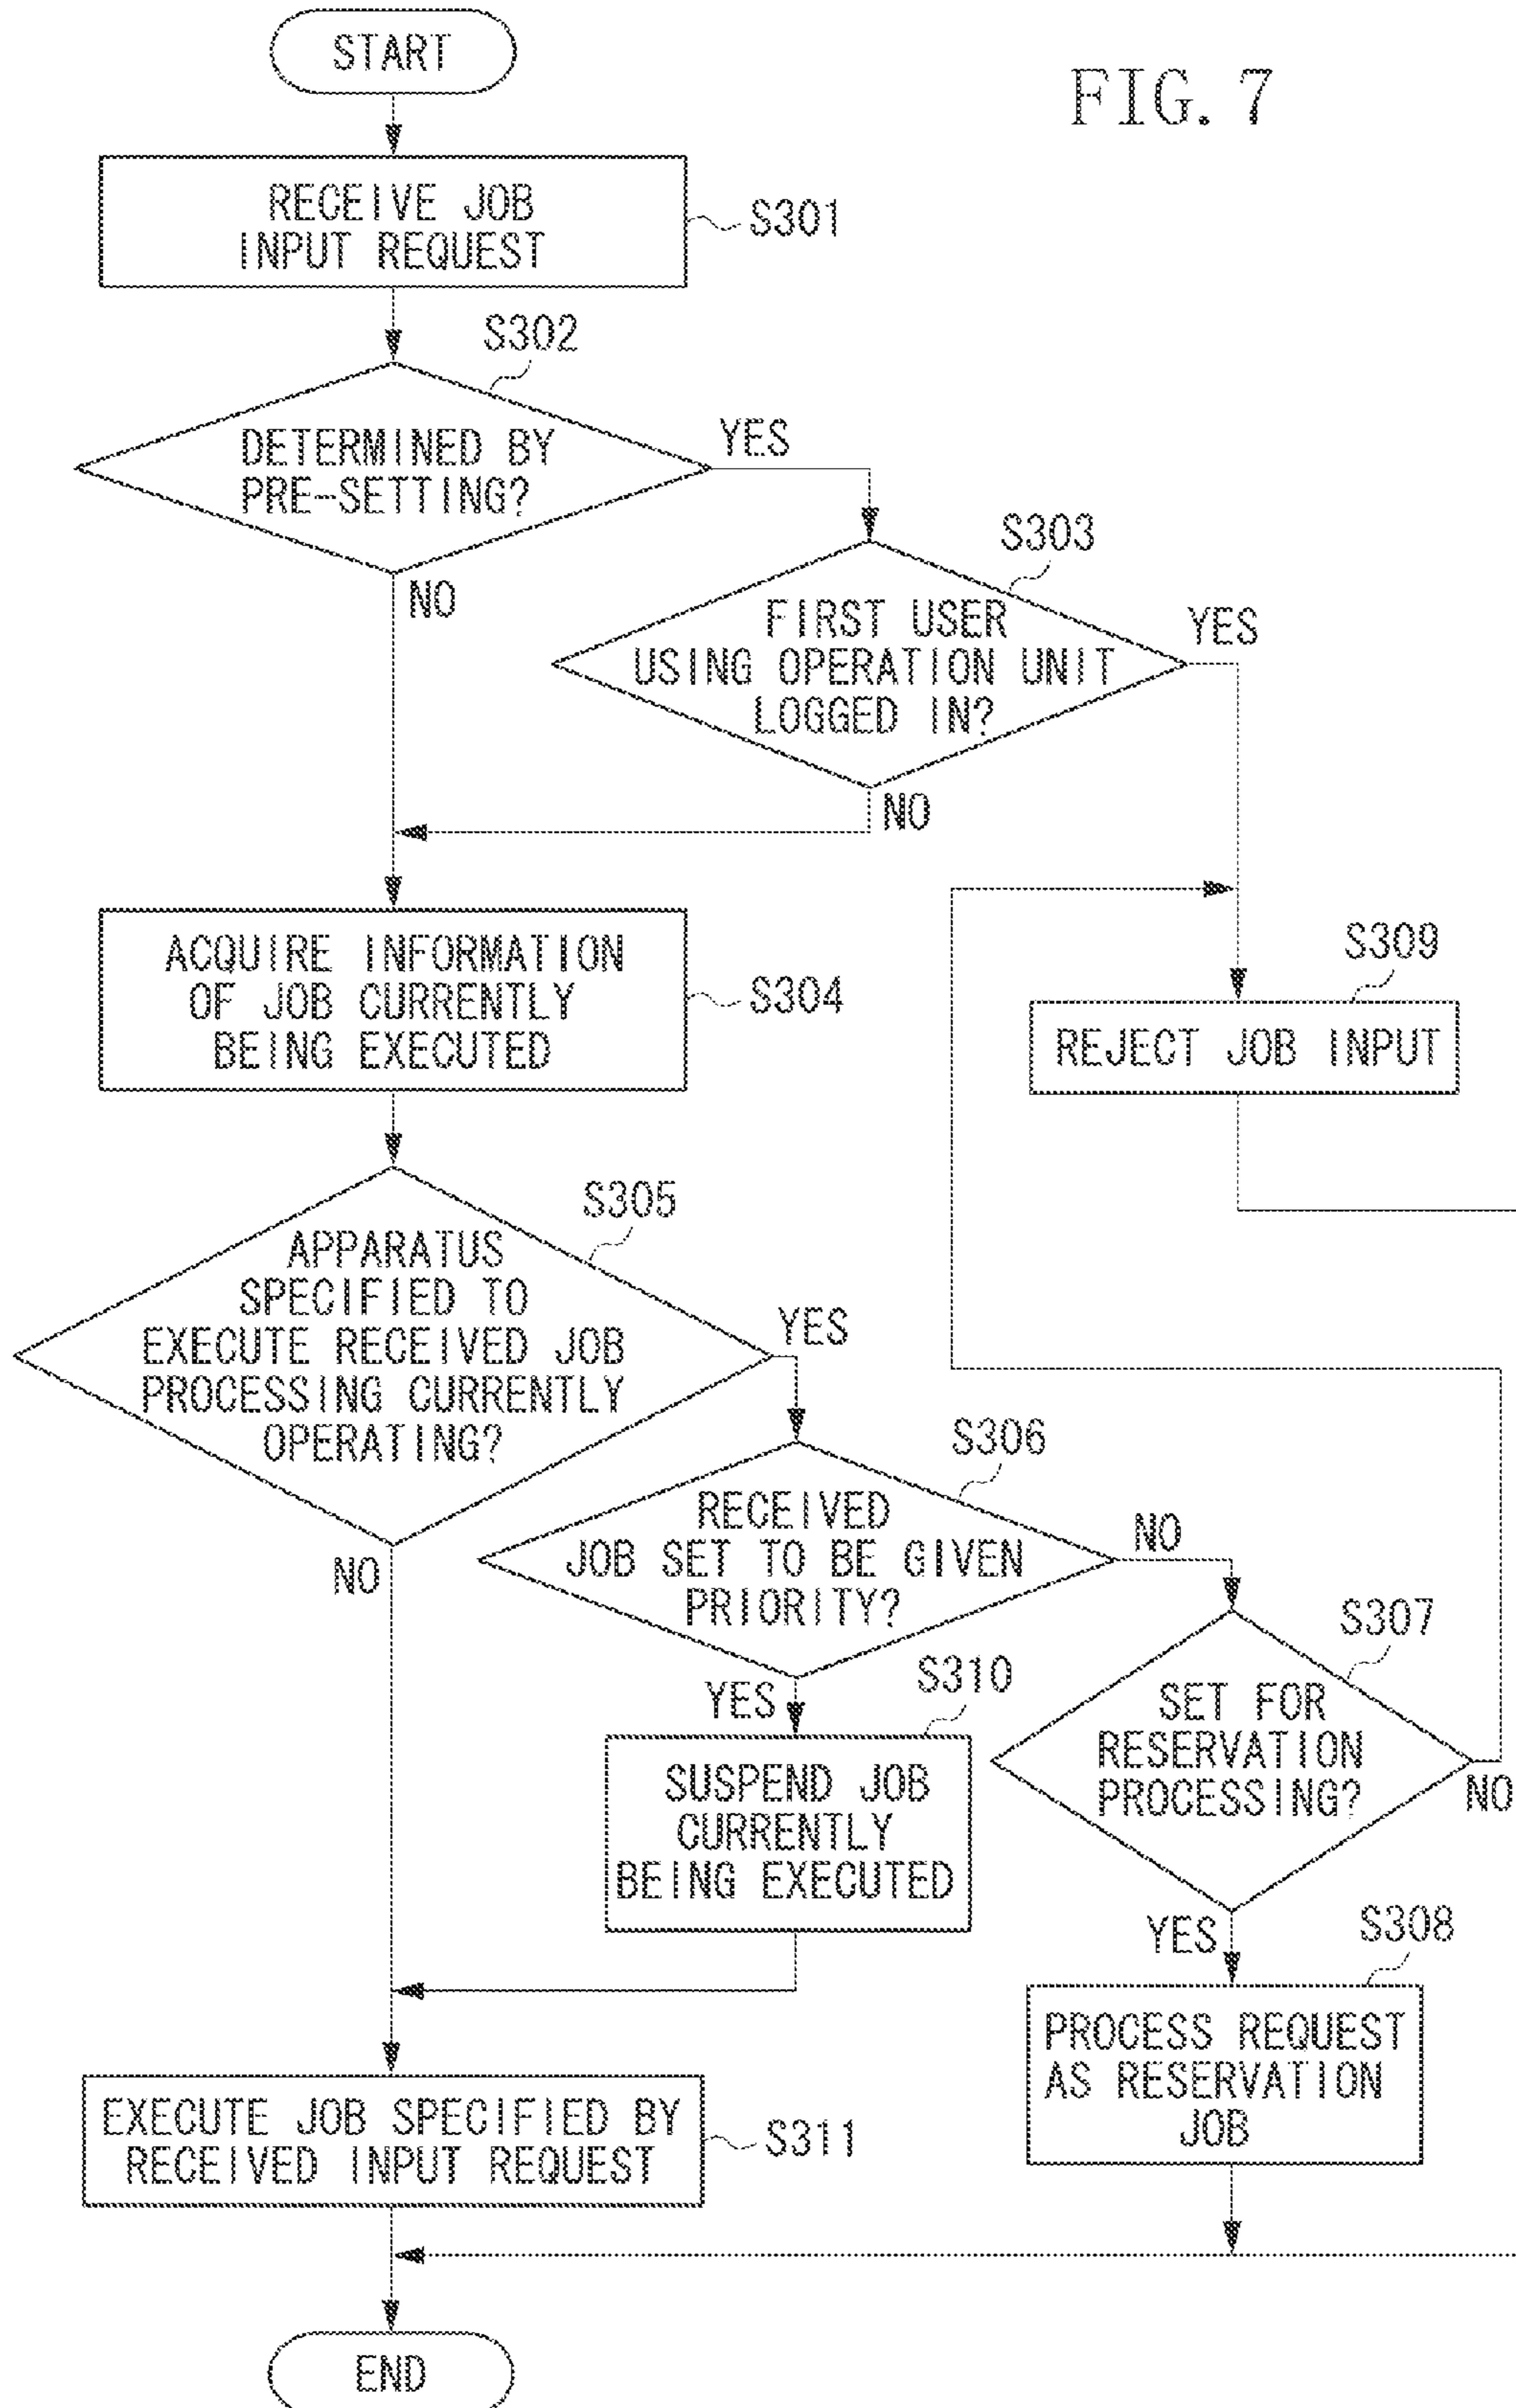 START
FIG. 7
RECEIVE JOB
INPUT REQUEST
S301
S302
DETERMINED BY
PRE-SETTING?
YES
NO
S303
FIRST USER
USING OPERATION UNIT
LOGGED IN?
YES
NO
ACQUIRE INFORMATION
OF JOB CURRENTLY
BEING EXECUTED
S304
S309
REJECT JOB INPUT
S305
APPARATUS
SPECIFIED TO
EXECUTE RECEIVED JOB
PROCESSING CURRENTLY
OPERATING?
YES
NO
S306
RECEIVED
JOB SET TO BE GIVEN
PRIORITY?
NO
YES
S307
SET FOR
RESERVATION
PROCESSING?
NO
YES
S310
SUSPEND JOB
CURRENTLY
BEING EXECUTED
S308
PROCESS REQUEST
AS RESERVATION
JOB
EXECUTE JOB SPECIFIED BY
RECEIVED INPUT REQUEST
S311
END